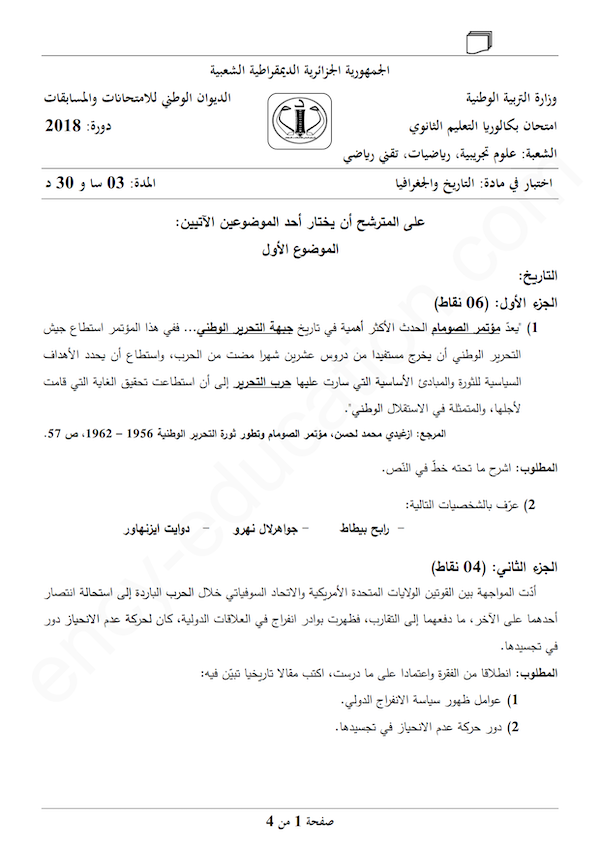 الجمهورية الجزائرية الديمقراطية الشعبية
وزارة التربية الوطنية
الديوان الوطني للامتحانات والمسابقات
امتحان بكالوريا التعليم الثانوي
دورة: 2018
الشعبة: علوم تجريبية، رياضيات، تقني رياضي
اختبار في مادة: التاريخ والجغرافيا
المدة: 03 سا و 30 د
على المترشح أن يختار أحد الموضوعين الآتيين:
الموضوع الأول
التاريخ:
الجزء الأول: (06 نقاط)
1) "يعدّ مؤتمر الصومام الحدث الأكثر أهمية في تاريخ جبهة التحرير الوطني... ففي هذا المؤتمر استطاع جيش
التحرير الوطني أن يخرج مستفيدا من دروس عشرين شهرا مضت من الحرب، واستطاع أن يحدد الأهداف
السياسية للثورة والمبادئ الأساسية التي سارت عليها حرب التحرير إلى أن استطاعت تحقيق الغاية التي قامت
لأجلها، والمتمثلة في الاستقلال الوطني".
المرجع: ازغيدي محمد لحسن، مؤتمر الصومام وتطور ثورة التحرير الوطنية 1956 – 1962، ص 57.
المطلوب: اشرح ما تحته خطّ في النّص.
2) عرّف بالشخصيات التالية:
– رابح بيطاط – جواهرلال نهرو – دوايت ايزنهاور
الجزء الثاني: (04 نقاط)
أدّت المواجهة بين القوتين الولايات المتحدة الأمريكية والاتحاد السوفياتي خلال الحرب الباردة إلى استحالة انتصار
أحدهما على الآخر، ما دفعهما إلى التقارب، فظهرت بوادر انفراج في العلاقات الدولية، كان لحركة عدم الانحياز دور
في تجسيدها.
المطلوب: انطلاقا من الفقرة واعتمادا على ما درست، اكتب مقالا تاريخيا تبيّن فيه:
1) عوامل ظهور سياسة الانفراج الدولي.
2) دور حركة عدم الانحياز في تجسيدها.
صفحة 1 من 4
ency-education.com